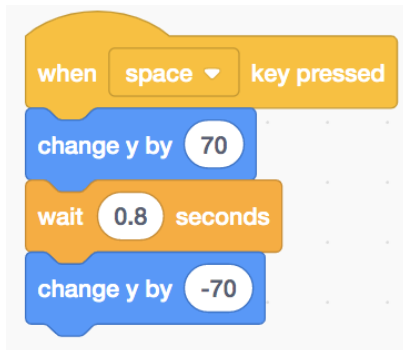 when space key pressed
change y by 70
wait 0.8 seconds
change y by -70